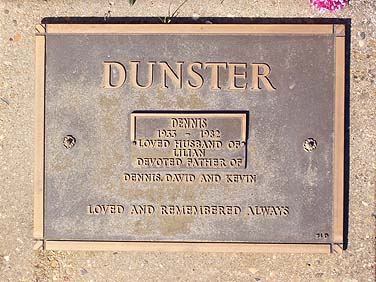 DUNSTER
DENNIS
1933 - 1982
"LOVED HUSBAND OF"
LILIAN
DEVOTED FATHER OF
DENNIS, DAVID AND KEVIN
LOVED AND REMEMBERED ALWAYS